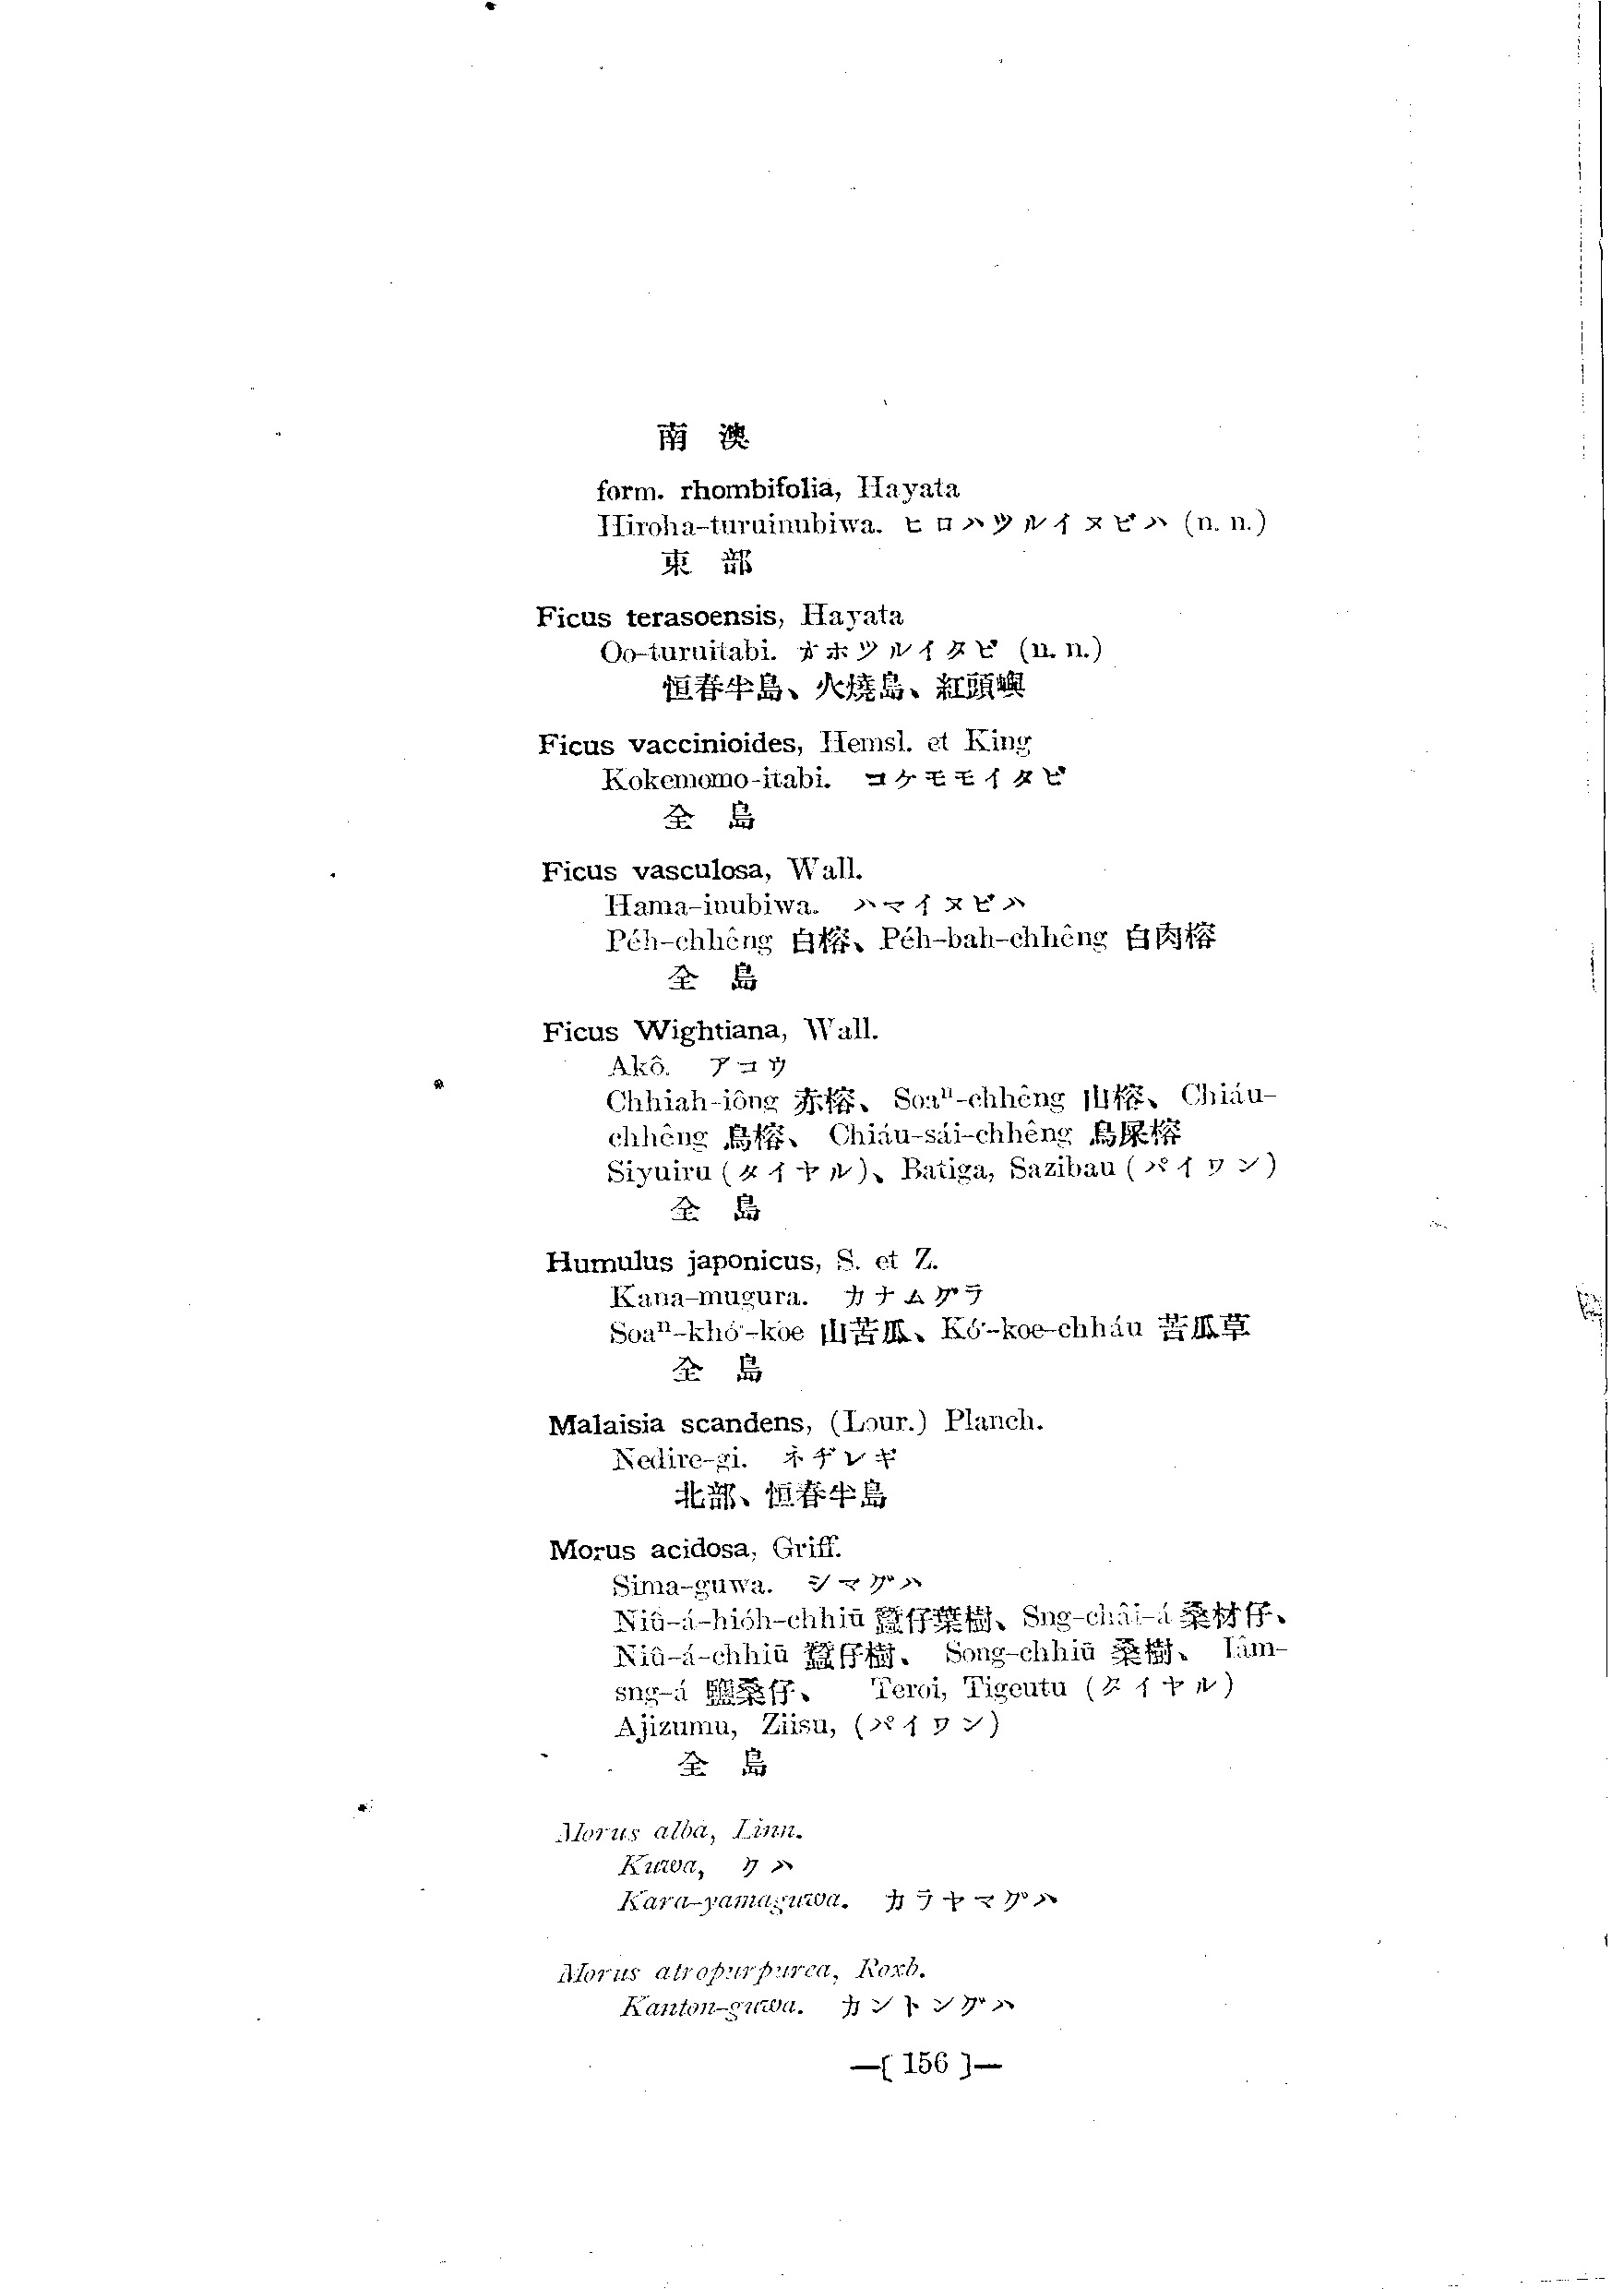 南澳
form. rhombifolia, Hayata
Hiroha-turuinubiwa. ヒロハツルイヌビハ (n. n.)
東部
Ficus terasoensis, Hayata
Oo-turuitabi. オホツルイタビ (n. n.)
恒春半島、火燒島、紅頭嶼
Ficus vaccinioides, Hemsl. et King
Kokemomo-itabi. コケモモイタビ
全島
Ficus vasculosa, Wall.
Hama-inubiwa. ハマイヌビハ
Pe̍h-chhêng 白榕、Pe̍h-bah-chhêng 白肉榕
全島
Ficus Wightiana, Wall.
Akô. アコウ
Chhiah-iông 赤榕、Soaⁿ-chhêng 山榕、Chiáu-
chhêng 鳥榕、Chiáu-sái-chhêng 鳥屎榕
Siyuiru (タイヤル)、Batiga, Sazibau (パイワン)
全島
Humulus japonicus, S. et Z.
Kana-mugura. カナムグラ
Soaⁿ-khó͘-koe 山苦瓜、Kó͘-koe-chháu 苦瓜草
全島
Malaisia scandens, (Lour.) Planch.
Nedire-gi. ネヂレギ
北部、恒春半島
Morus acidosa, Griff.
Sima-guwa. シマグハ
Niû-á-hio̍h-chhiū 蠶仔葉樹、Sng-châi-á 桑材仔、
Niû-á-chhiū 蠶仔樹、Song-chhiū 桑樹、Iâm-
sng-á 鹽桑仔、Teroi, Tigeutu (タイヤル)
Ajizumu, Ziisu, (パイワン)
全島
Morus alba, Linn.
Kuwa, クハ
Kara-yamaguwa. カラヤマグハ
Morus atropurpurea, Roxb.
Kanton-guwa. カントングハ
—[ 156 ]—